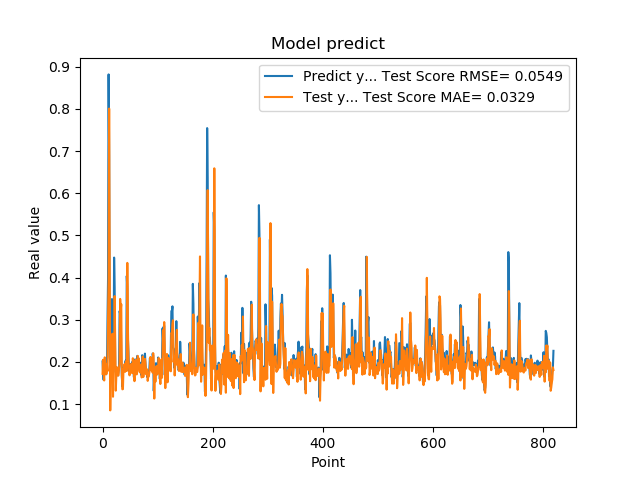 Model predict
Predict y... Test Score RMSE= 0.0549
Test y... Test Score MAE= 0.0329
Real value
0.9
0.8
0.7
0.6
0.5
0.4
0.3
0.2
0.1
0 200 400 600 800
Point